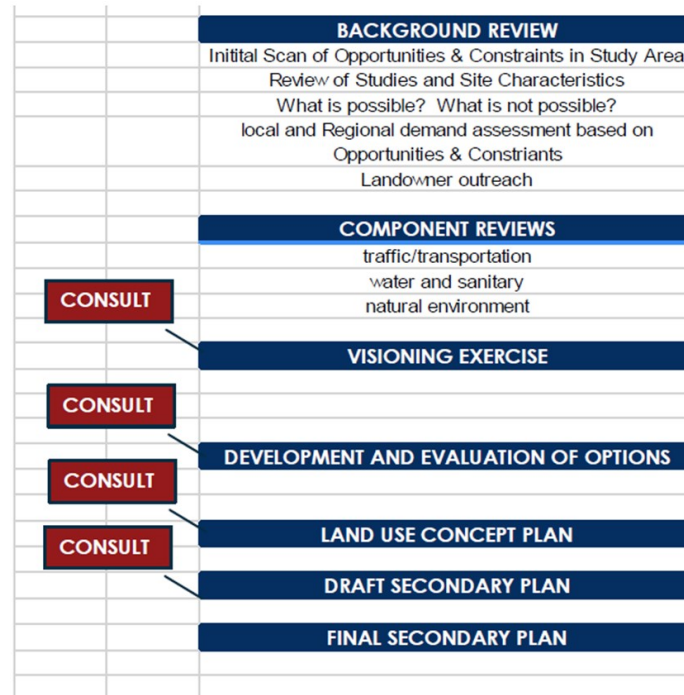 BACKGROUND REVIEW
Initital Scan of Opportunities & Constraints in Study Area
Review of Studies and Site Characteristics
What is possible? What is not possible?
local and Regional demand assessment based on
Opportunities & Constriants
Landowner outreach
COMPONENT REVIEWS
traffic/transportation
water and sanitary
natural environment
CONSULT
VISIONING EXERCISE
CONSULT
DEVELOPMENT AND EVALUATION OF OPTIONS
CONSULT
LAND USE CONCEPT PLAN
CONSULT
DRAFT SECONDARY PLAN
FINAL SECONDARY PLAN